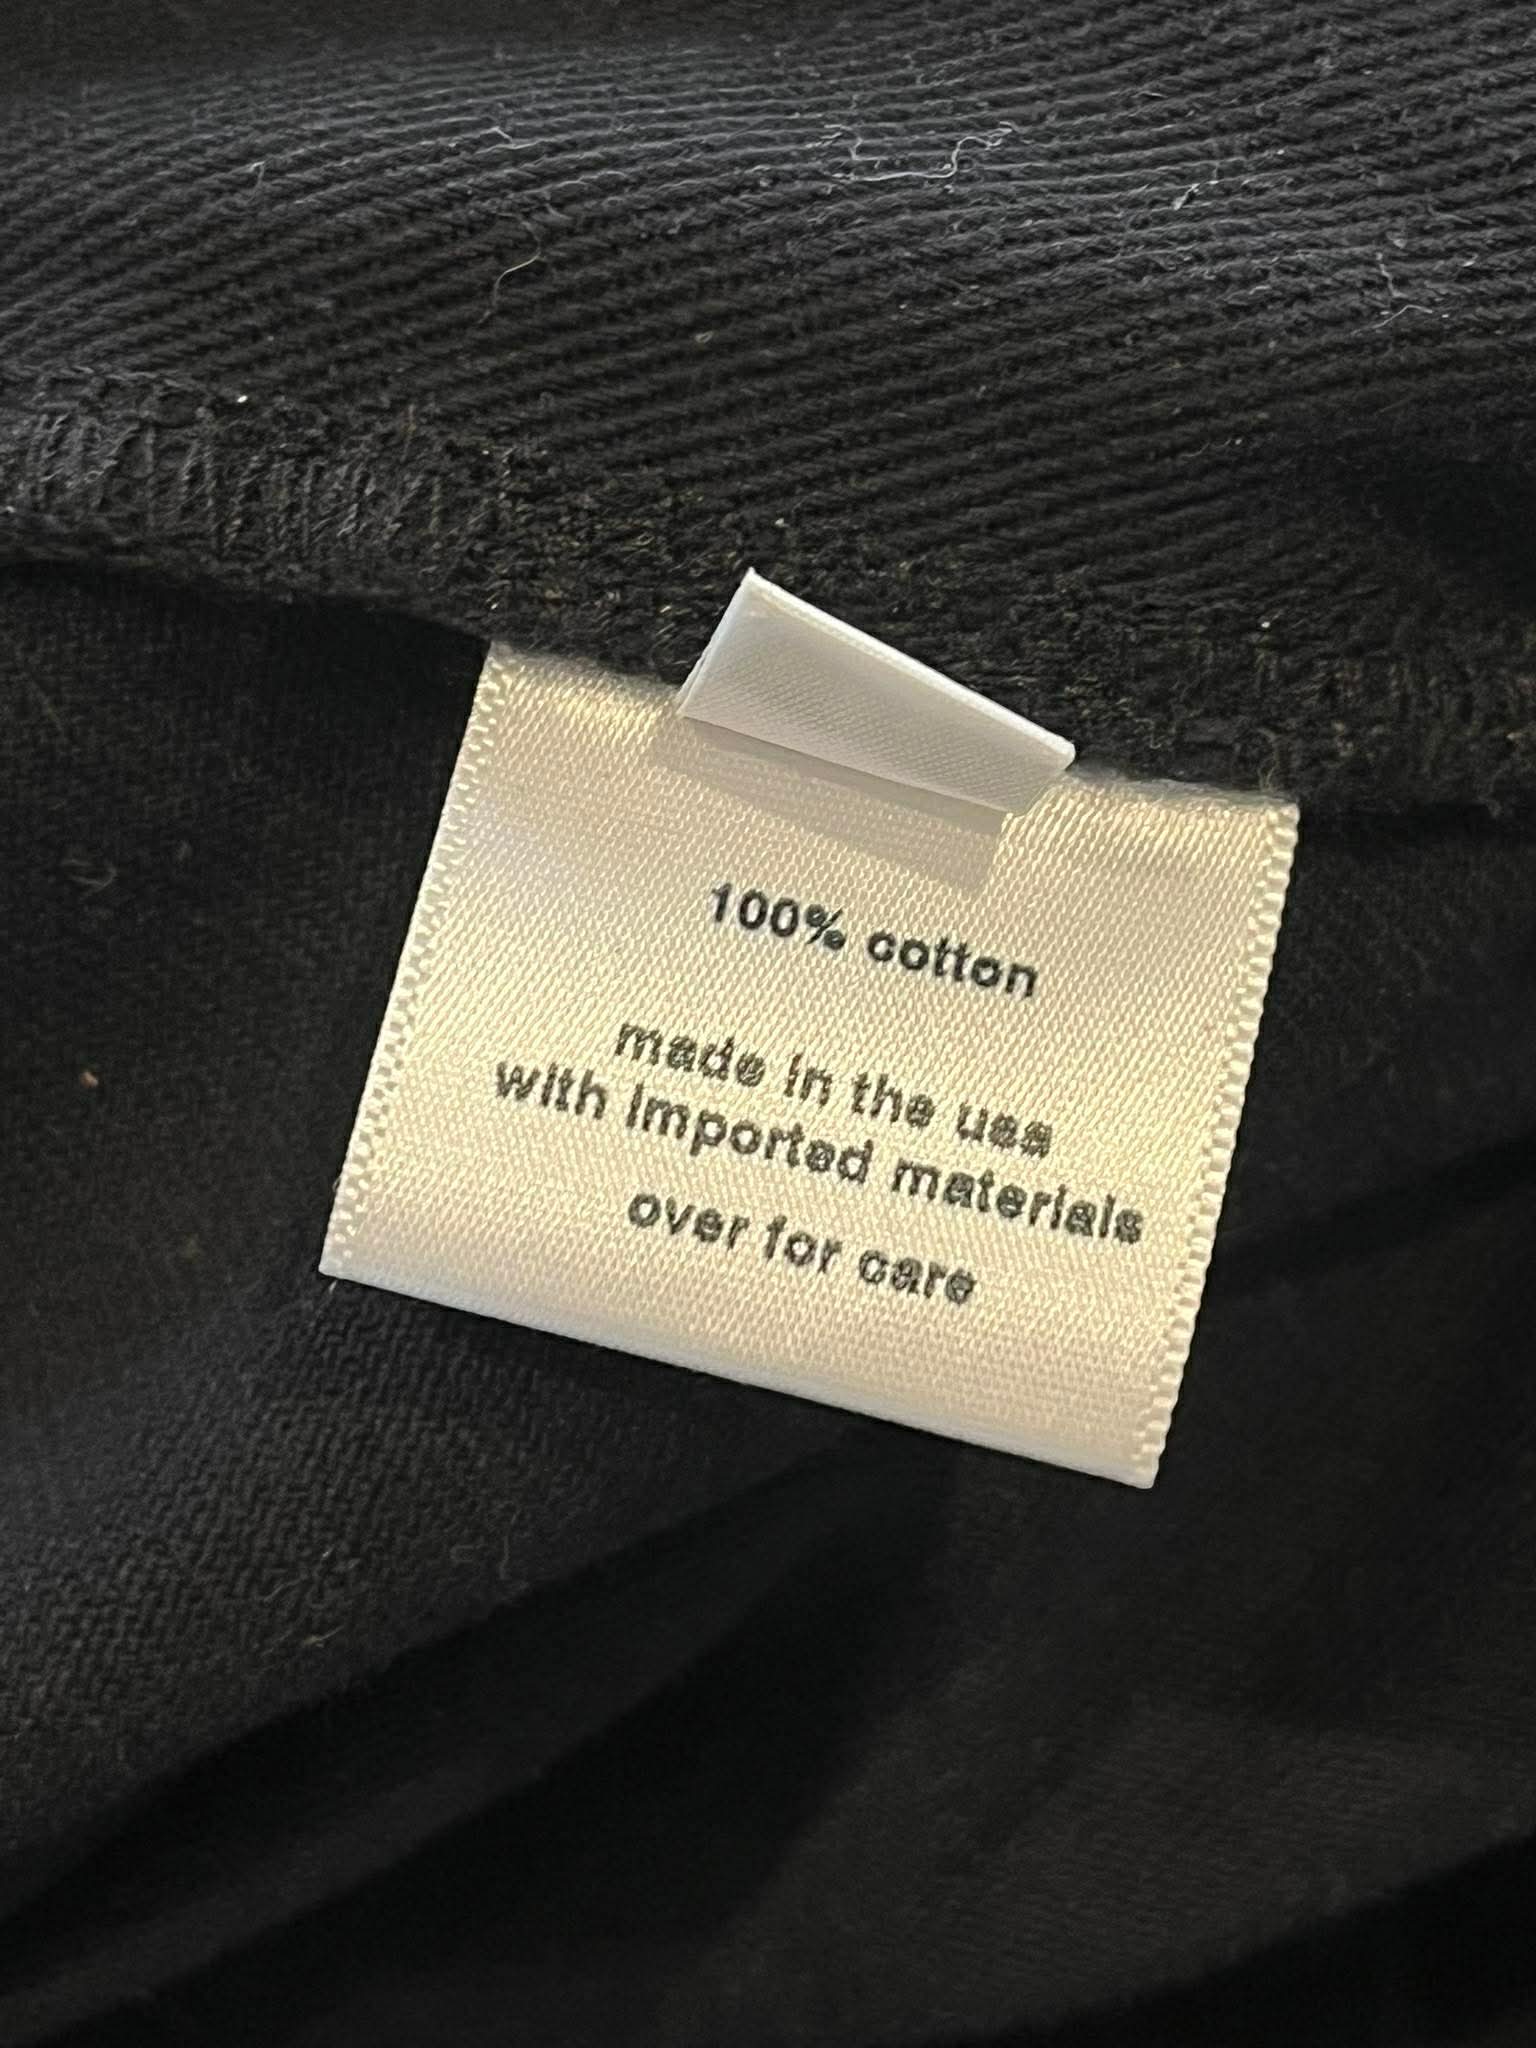 100% cotton
made in the usa
with imported materials
over for care